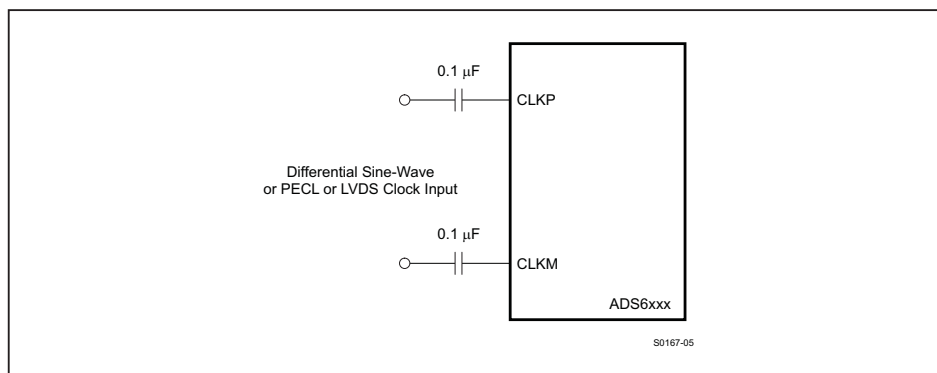 0.1 μF
CLKP
Differential Sine-Wave
or PECL or LVDS Clock Input
0.1 μF
CLKM
ADS6xxx
S0167-05